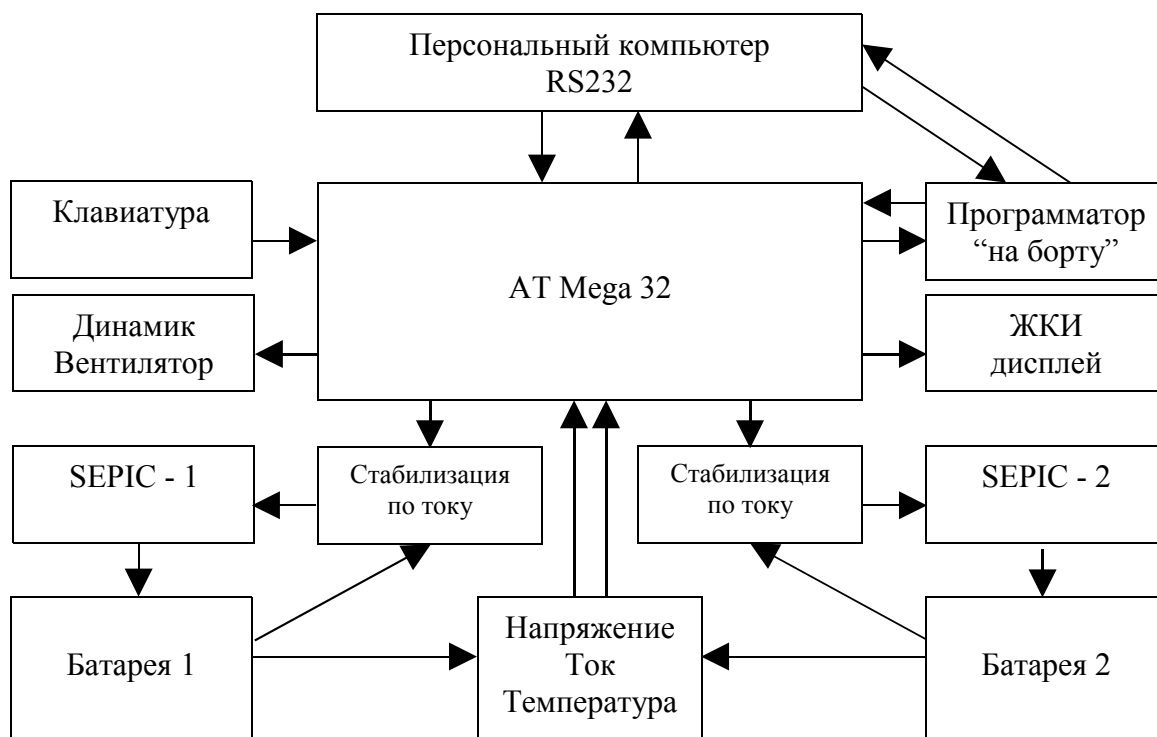 Персональный компьютер
RS232
Клавиатура
AT Mega 32
Программатор
“на борту”
Динамик
Вентилятор
ЖКИ
дисплей
SEPIC - 1
Стабилизация
по току
Стабилизация
по току
SEPIC - 2
Батарея 1
Напряжение
Ток
Температура
Батарея 2